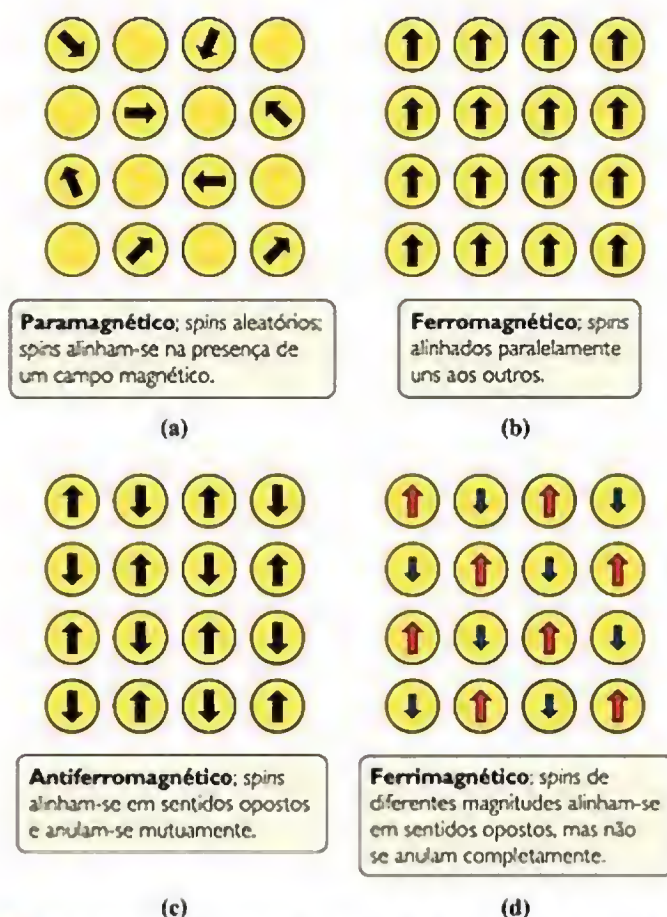 Paramagnético; spins aleatórios;
spins alinham-se na presença de
um campo magnético.
(a)
Ferromagnético; spins
alinhados paralelamente
uns aos outros.
(b)
Antiferromagnético; spins
alinham-se em sentidos opostos
e anulam-se mutuamente.
(c)
Ferrimagnético; spins de
diferentes magnitudes alinham-se
em sentidos opostos, mas não
se anulam completamente.
(d)